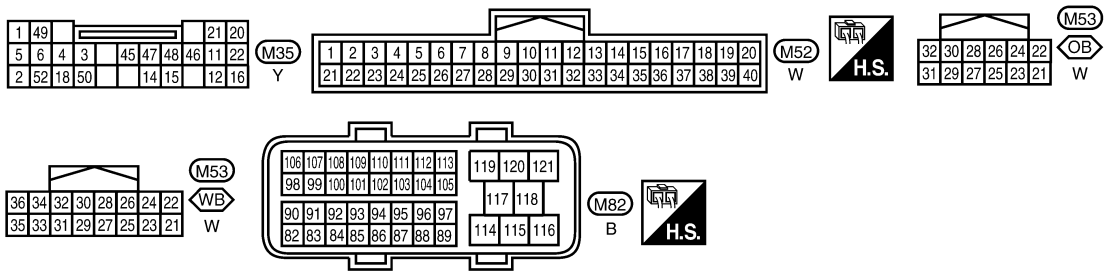 1 49 21 20
5 6 4 3 45 47 48 46 11 22
2 52 18 50 14 15 12 16
M35
Y
1 2 3 4 5 6 7 8 9 10 11 12 13 14 15 16 17 18 19 20
21 22 23 24 25 26 27 28 29 30 31 32 33 34 35 36 37 38 39 40
M52
W
H.S.
32 30 28 26 24 22
31 29 27 25 23 21
M53
OB
W
36 34 32 30 28 26 24 22
35 33 31 29 27 25 23 21
M53
WB
W
106 107 108 109 110 111 112 113
98 99 100 101 102 103 104 105
90 91 92 93 94 95 96 97
82 83 84 85 86 87 88 89
119 120 121
117 118
114 115 116
M82
B
H.S.